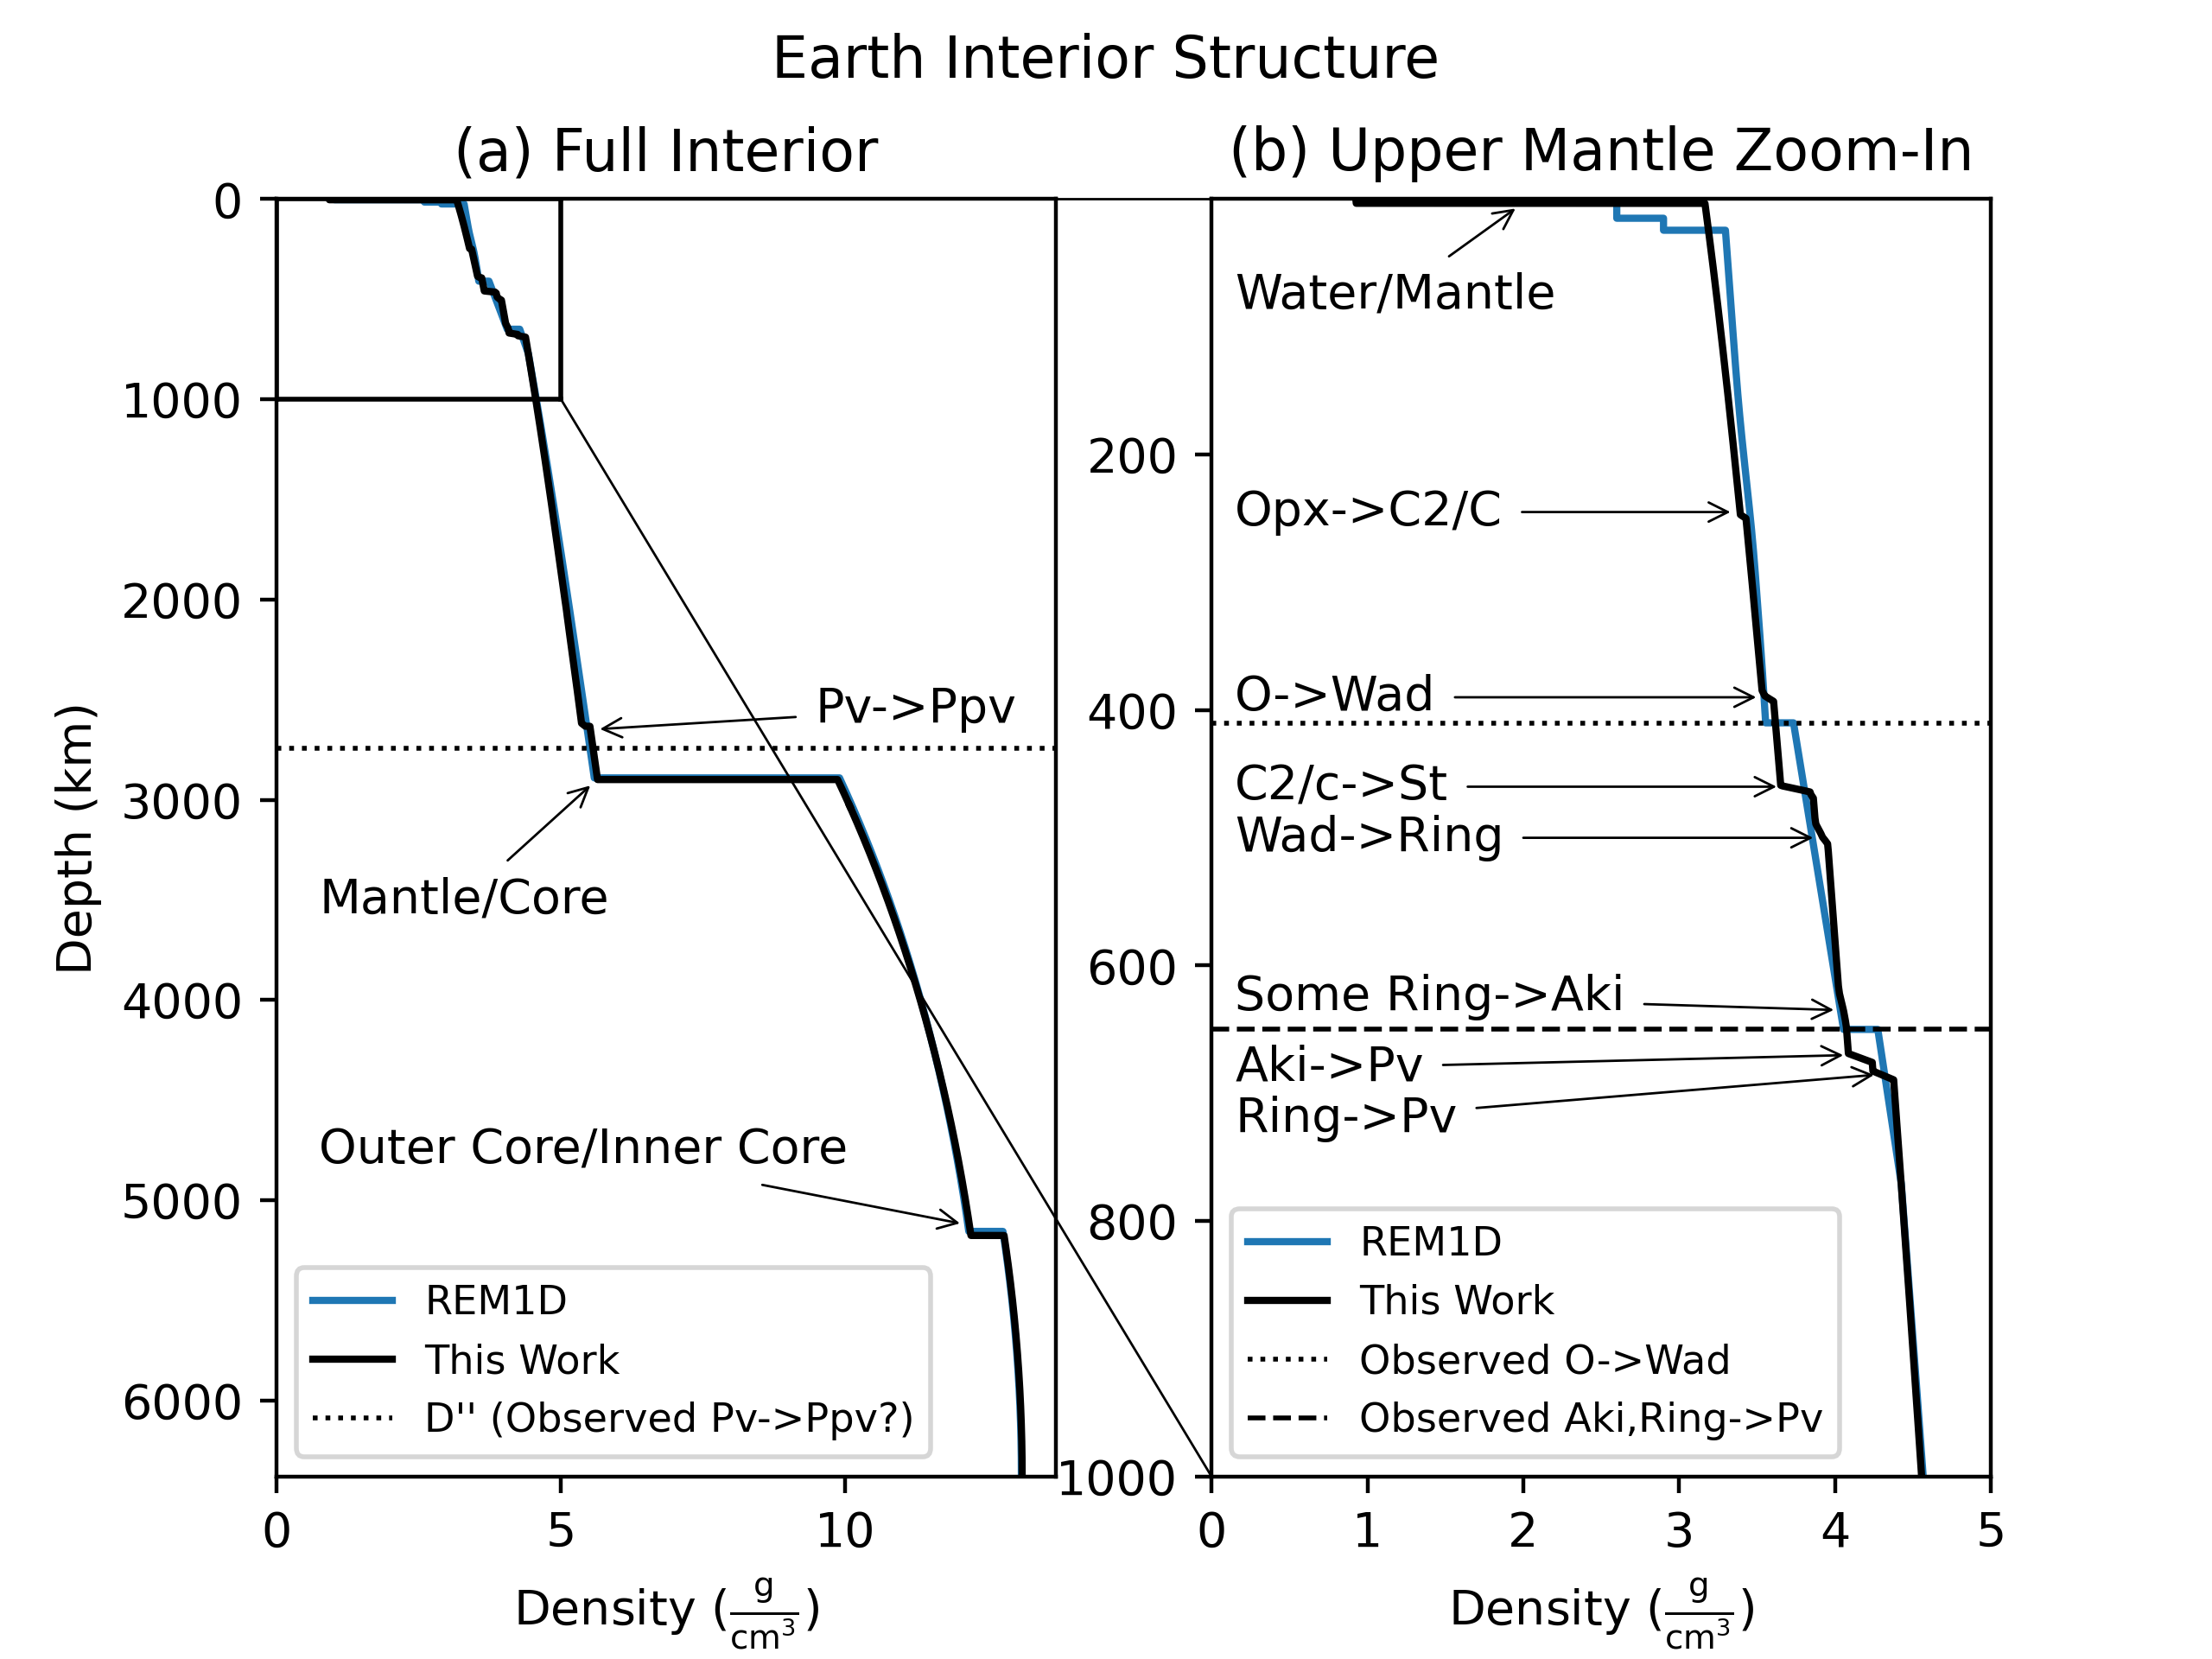 Earth Interior Structure
(a) Full Interior
(b) Upper Mantle Zoom-In
0
1000
2000
3000
4000
5000
6000
Depth (km)
Pv->Ppv
Mantle/Core
Outer Core/Inner Core
REM1D
This Work
D'' (Observed Pv->Ppv?)
0
5
10
Density (g/cm³)
200
400
600
800
1000
Water/Mantle
Opx->C2/C
O->Wad
C2/c->St
Wad->Ring
Some Ring->Aki
Aki->Pv
Ring->Pv
REM1D
This Work
Observed O->Wad
Observed Aki,Ring->Pv
0
1
2
3
4
5
Density (g/cm³)